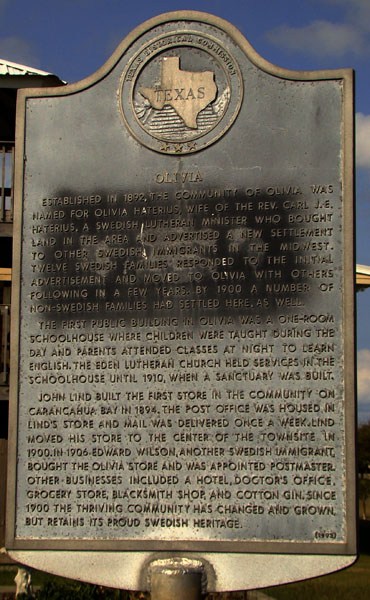 TEXAS HISTORICAL COMMISSION
TEXAS
OLIVIA
ESTABLISHED IN 1892, THE COMMUNITY OF OLIVIA WAS
NAMED FOR OLIVIA HATERIUS, WIFE OF THE REV. CARL J.E.
HATERIUS, A SWEDISH LUTHERAN MINISTER WHO BOUGHT
LAND IN THE AREA AND ADVERTISED A NEW SETTLEMENT
TO OTHER SWEDISH IMMIGRANTS IN THE MIDWEST.
TWELVE SWEDISH FAMILIES RESPONDED TO THE INITIAL
ADVERTISEMENT AND MOVED TO OLIVIA WITH OTHERS
FOLLOWING IN A FEW YEARS. BY 1900 A NUMBER OF
NON-SWEDISH FAMILIES HAD SETTLED HERE, AS WELL.
THE FIRST PUBLIC BUILDING IN OLIVIA WAS A ONE-ROOM
SCHOOLHOUSE WHERE CHILDREN WERE TAUGHT DURING THE
DAY AND PARENTS ATTENDED CLASSES AT NIGHT TO LEARN
ENGLISH. THE EDEN LUTHERAN CHURCH HELD SERVICES IN THE
SCHOOLHOUSE UNTIL 1910, WHEN A SANCTUARY WAS BUILT.
JOHN LIND BUILT THE FIRST STORE IN THE COMMUNITY ON
CARANCAHUA BAY IN 1894. THE POST OFFICE WAS HOUSED IN
LIND'S STORE AND MAIL WAS DELIVERED ONCE A WEEK. LIND
MOVED HIS STORE TO THE CENTER OF THE TOWNSITE IN
1900. IN 1906 EDWARD WILSON, ANOTHER SWEDISH IMMIGRANT,
BOUGHT THE OLIVIA STORE AND WAS APPOINTED POSTMASTER.
OTHER BUSINESSES INCLUDED A HOTEL, DOCTOR'S OFFICE,
GROCERY STORE, BLACKSMITH SHOP, AND COTTON GIN. SINCE
1900 THE THRIVING COMMUNITY HAS CHANGED AND GROWN,
BUT RETAINS ITS PROUD SWEDISH HERITAGE.
(1992)